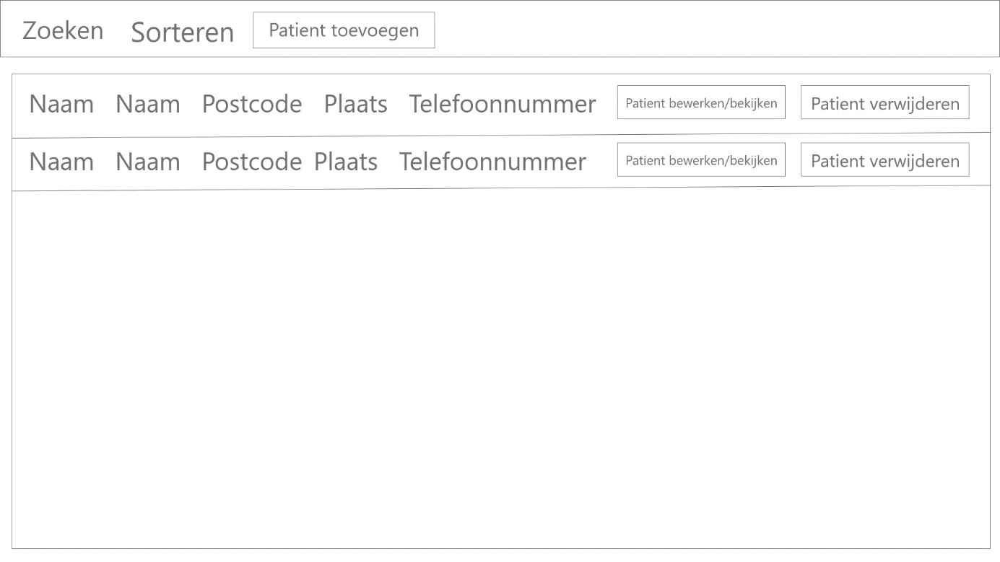 Zoeken Sorteren Patient toevoegen
Naam Naam Postcode Plaats Telefoonnummer Patient bewerken/bekijken Patient verwijderen
Naam Naam Postcode Plaats Telefoonnummer Patient bewerken/bekijken Patient verwijderen